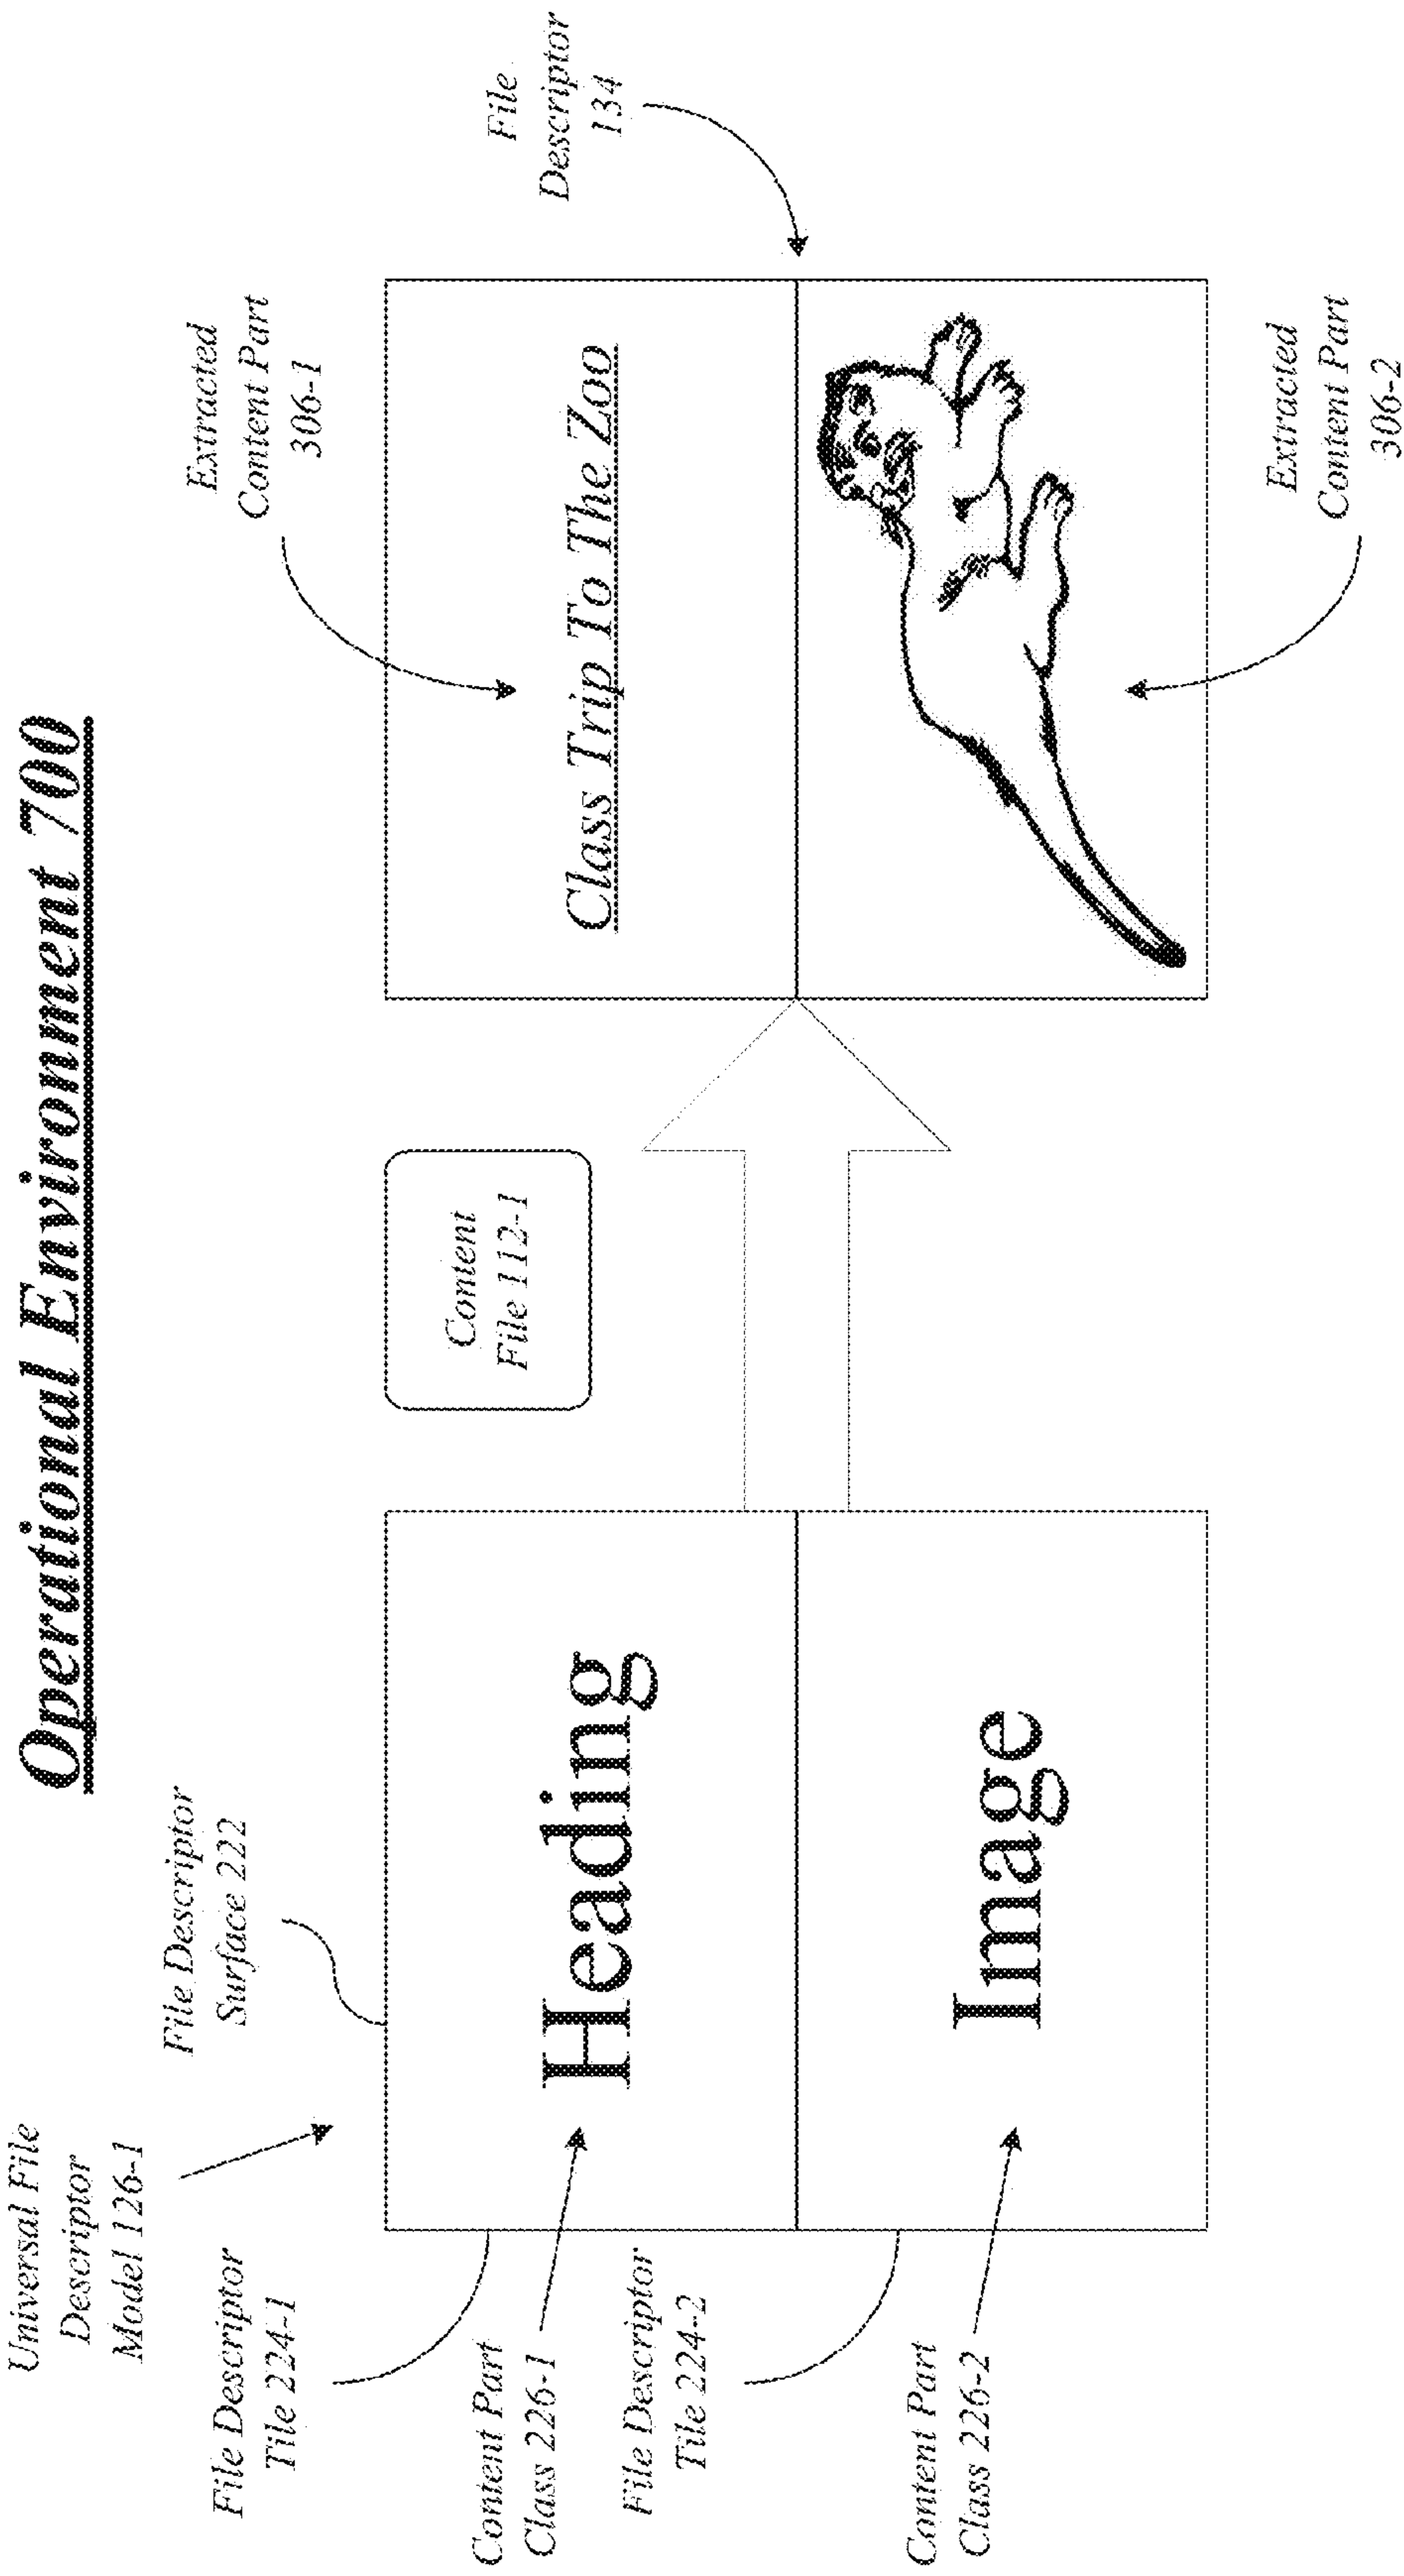 Operational Environment 700
Universal File
Descriptor
Model 126-1
File Descriptor
Surface 222
File Descriptor
Tile 224-1
Content Part
Class 226-1
File Descriptor
Tile 224-2
Content Part
Class 226-2
Heading
Image
Content
File 112-1
Extracted
Content Part
306-1
File
Descriptor
134
Class Trip To The Zoo
Extracted
Content Part
306-2